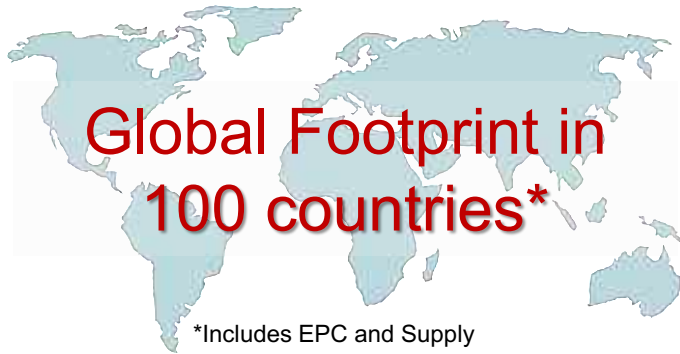 Global Footprint in
100 countries*
*Includes EPC and Supply